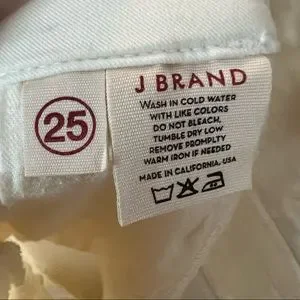 25
J BRAND
WASH IN COLD WATER
WITH LIKE COLORS
DO NOT BLEACH,
TUMBLE DRY LOW
REMOVE PROMPLTY
WARM IRON IF NEEDED
MADE IN CALIFORNIA, USA